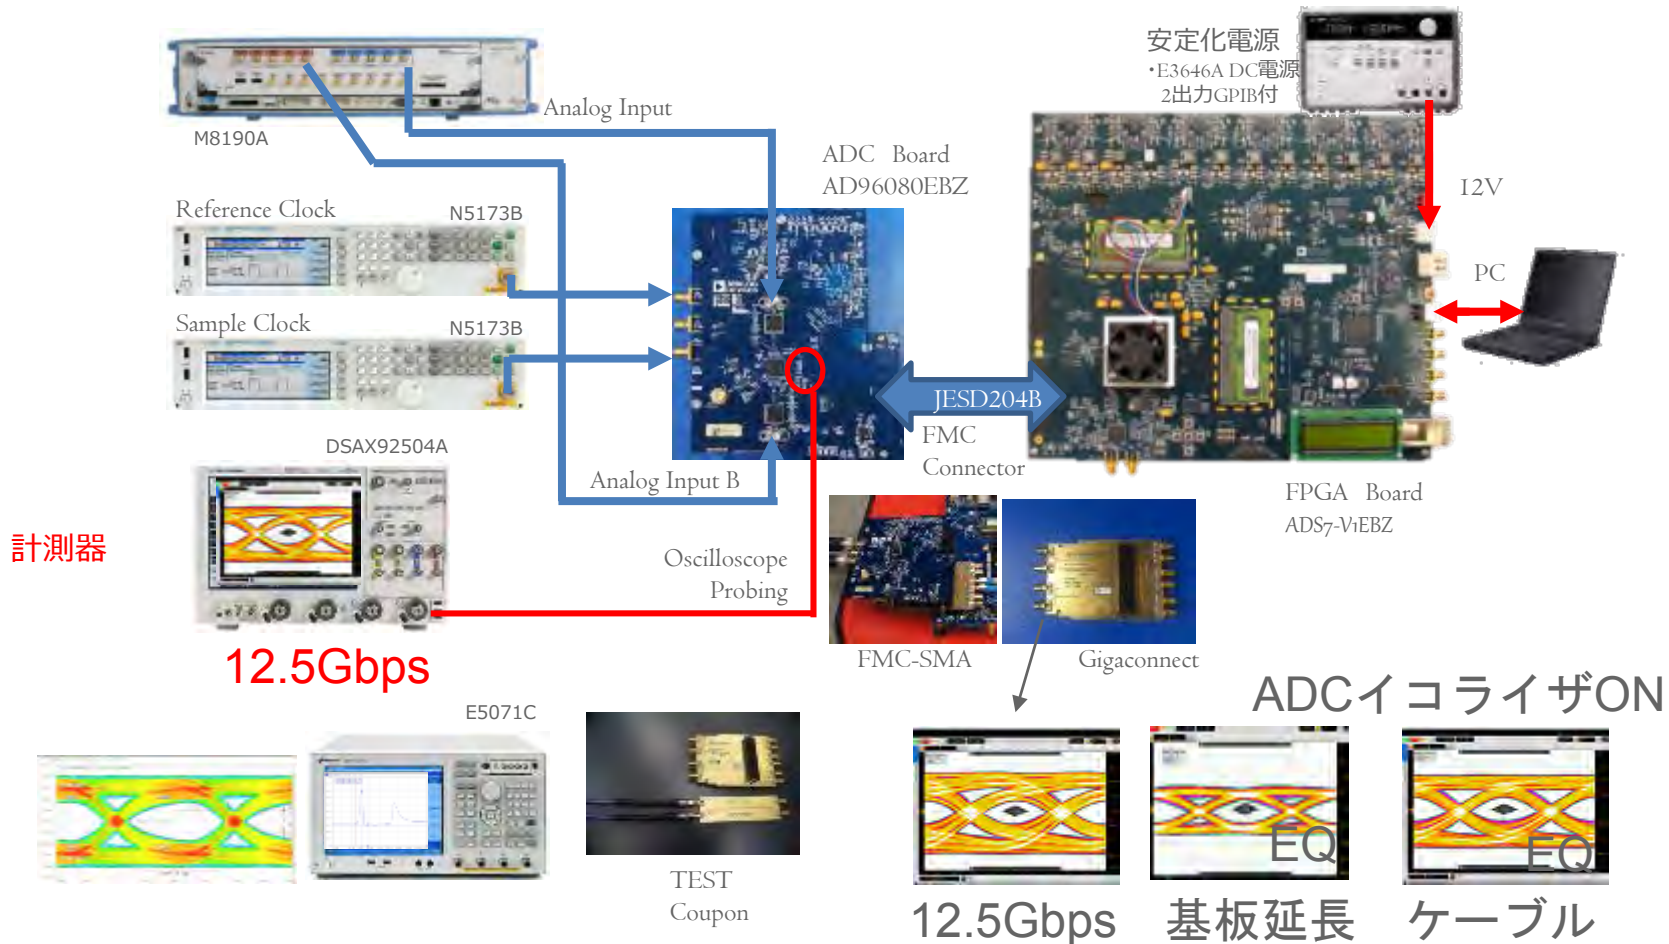 安定化電源
・E3646A DC電源
2出力GPIB付
Analog Input
M8190A
ADC Board
AD96080EBZ
12V
Reference Clock
N5173B
PC
Sample Clock
N5173B
JESD204B
FMC
Connector
DSAX92504A
Analog Input B
FPGA Board
ADS7-V1EBZ
計測器
Oscilloscope
Probing
12.5Gbps
FMC-SMA
Gigaconnect
ADCイコライザON
E5071C
EQ
EQ
TEST
Coupon
12.5Gbps
基板延長
ケーブル